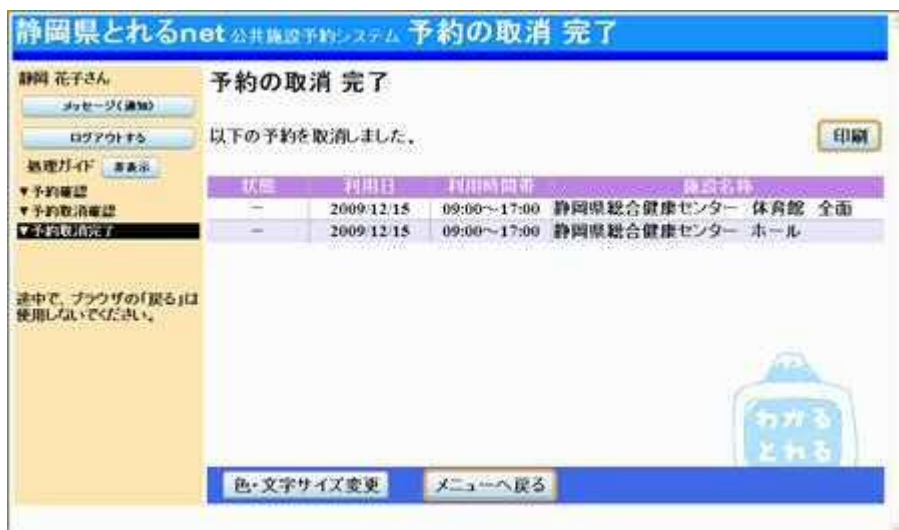 静岡県とれるnet 公共施設予約システム 予約の取消 完了
静岡 花子さん
メッセージ(通知)
ログアウトする
処理ガイド 非表示
▼予約確認
▼予約取消確認
▼予約取消完了
途中で、ブラウザの「戻る」は
使用しないでください。
予約の取消 完了
以下の予約を取消しました。
印刷
状態 利用日 利用時間帯 施設名称
− 2009/12/15 09:00～17:00 静岡県総合健康センター 体育館 全面
− 2009/12/15 09:00～17:00 静岡県総合健康センター ホール
わかる
とれる
色・文字サイズ変更 メニューへ戻る